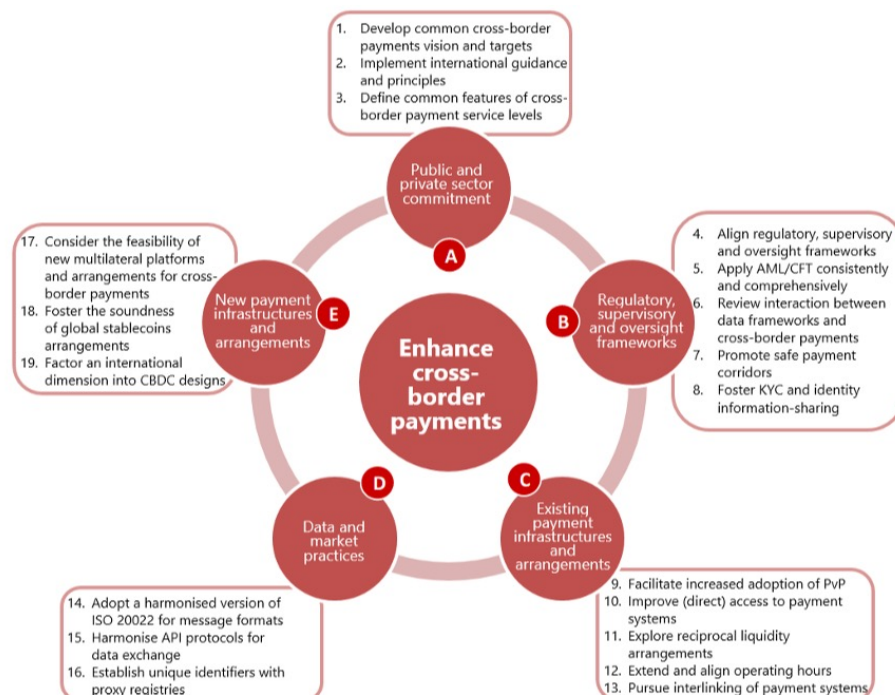 1. Develop common cross-border
payments vision and targets
2. Implement international guidance
and principles
3. Define common features of cross-
border payment service levels
Public and
private sector
commitment
A
17. Consider the feasibility of
new multilateral platforms
and arrangements for cross-
border payments
18. Foster the soundness
of global stablecoins
arrangements
19. Factor an international
dimension into CBDC designs
New payment
infrastructures and
arrangements
E
Enhance
cross-
border
payments
B
Regulatory,
supervisory
and oversight
frameworks
4. Align regulatory, supervisory
and oversight frameworks
5. Apply AML/CFT consistently
and comprehensively
6. Review interaction between
data frameworks and
cross-border payments
7. Promote safe payment
corridors
8. Foster KYC and identity
information-sharing
D
Data and
market
practices
C
Existing
payment
infrastructures and
arrangements
14. Adopt a harmonised version of
ISO 20022 for message formats
15. Harmonise API protocols for
data exchange
16. Establish unique identifiers with
proxy registries
9. Facilitate increased adoption of PvP
10. Improve (direct) access to payment
systems
11. Explore reciprocal liquidity
arrangements
12. Extend and align operating hours
13. Pursue interlinking of payment systems